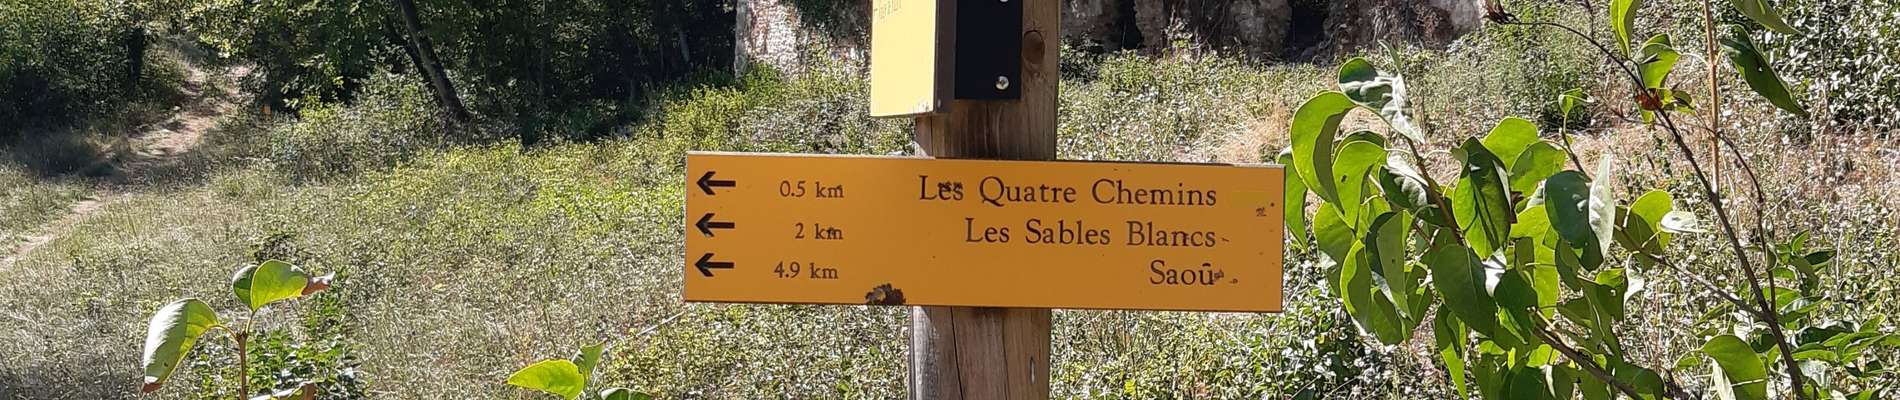 ← 0.5 km Les Quatre Chemins
← 2 km Les Sables Blancs
← 4.9 km Saoû